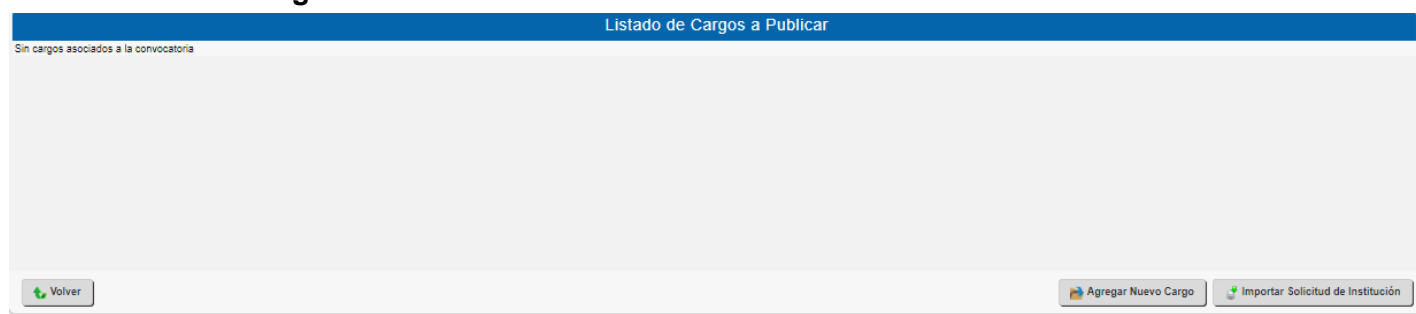 Listado de Cargos a Publicar
Sin cargos asociados a la convocatoria
Volver
Agregar Nuevo Cargo
Importar Solicitud de Institución